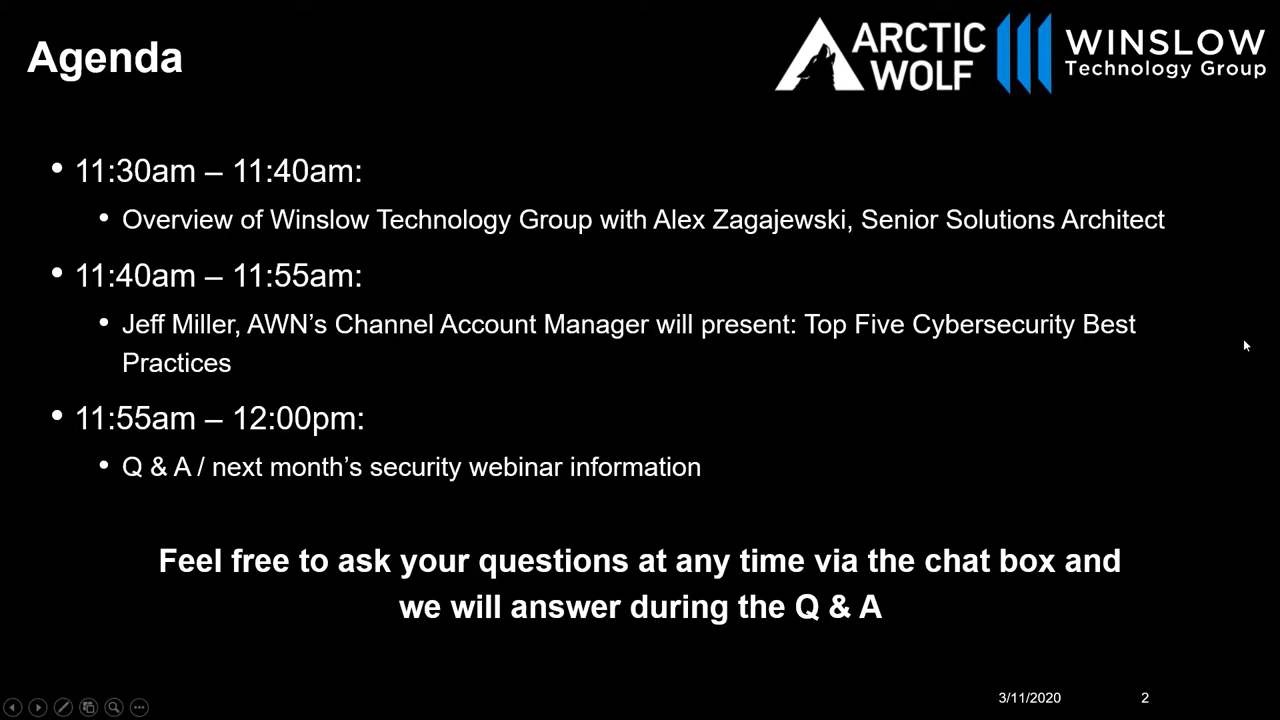 Agenda
ARCTIC
WOLF
WINSLOW
Technology Group
• 11:30am – 11:40am:
• Overview of Winslow Technology Group with Alex Zagajewski, Senior Solutions Architect
• 11:40am – 11:55am:
• Jeff Miller, AWN’s Channel Account Manager will present: Top Five Cybersecurity Best
Practices
• 11:55am – 12:00pm:
• Q & A / next month’s security webinar information
Feel free to ask your questions at any time via the chat box and
we will answer during the Q & A
3/11/2020
2